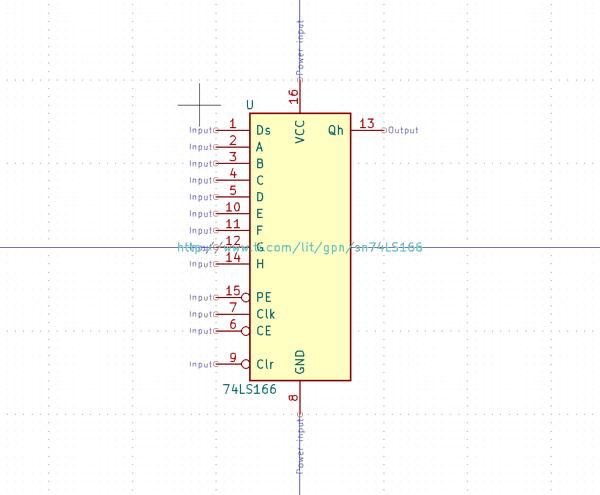 Power input
16
U
VCC
Input 1 Ds
Qh 13 Output
Input 2 A
Input 3 B
Input 4 C
Input 5 D
Input 10 E
Input 11 F
Input 12 G
http://www.ti.com/lit/gpn/sn74LS166
Input 14 H
Input 15 PE
Input 7 Clk
Input 6 CE
Input 9 Clr
GND
74LS166
8
Power input